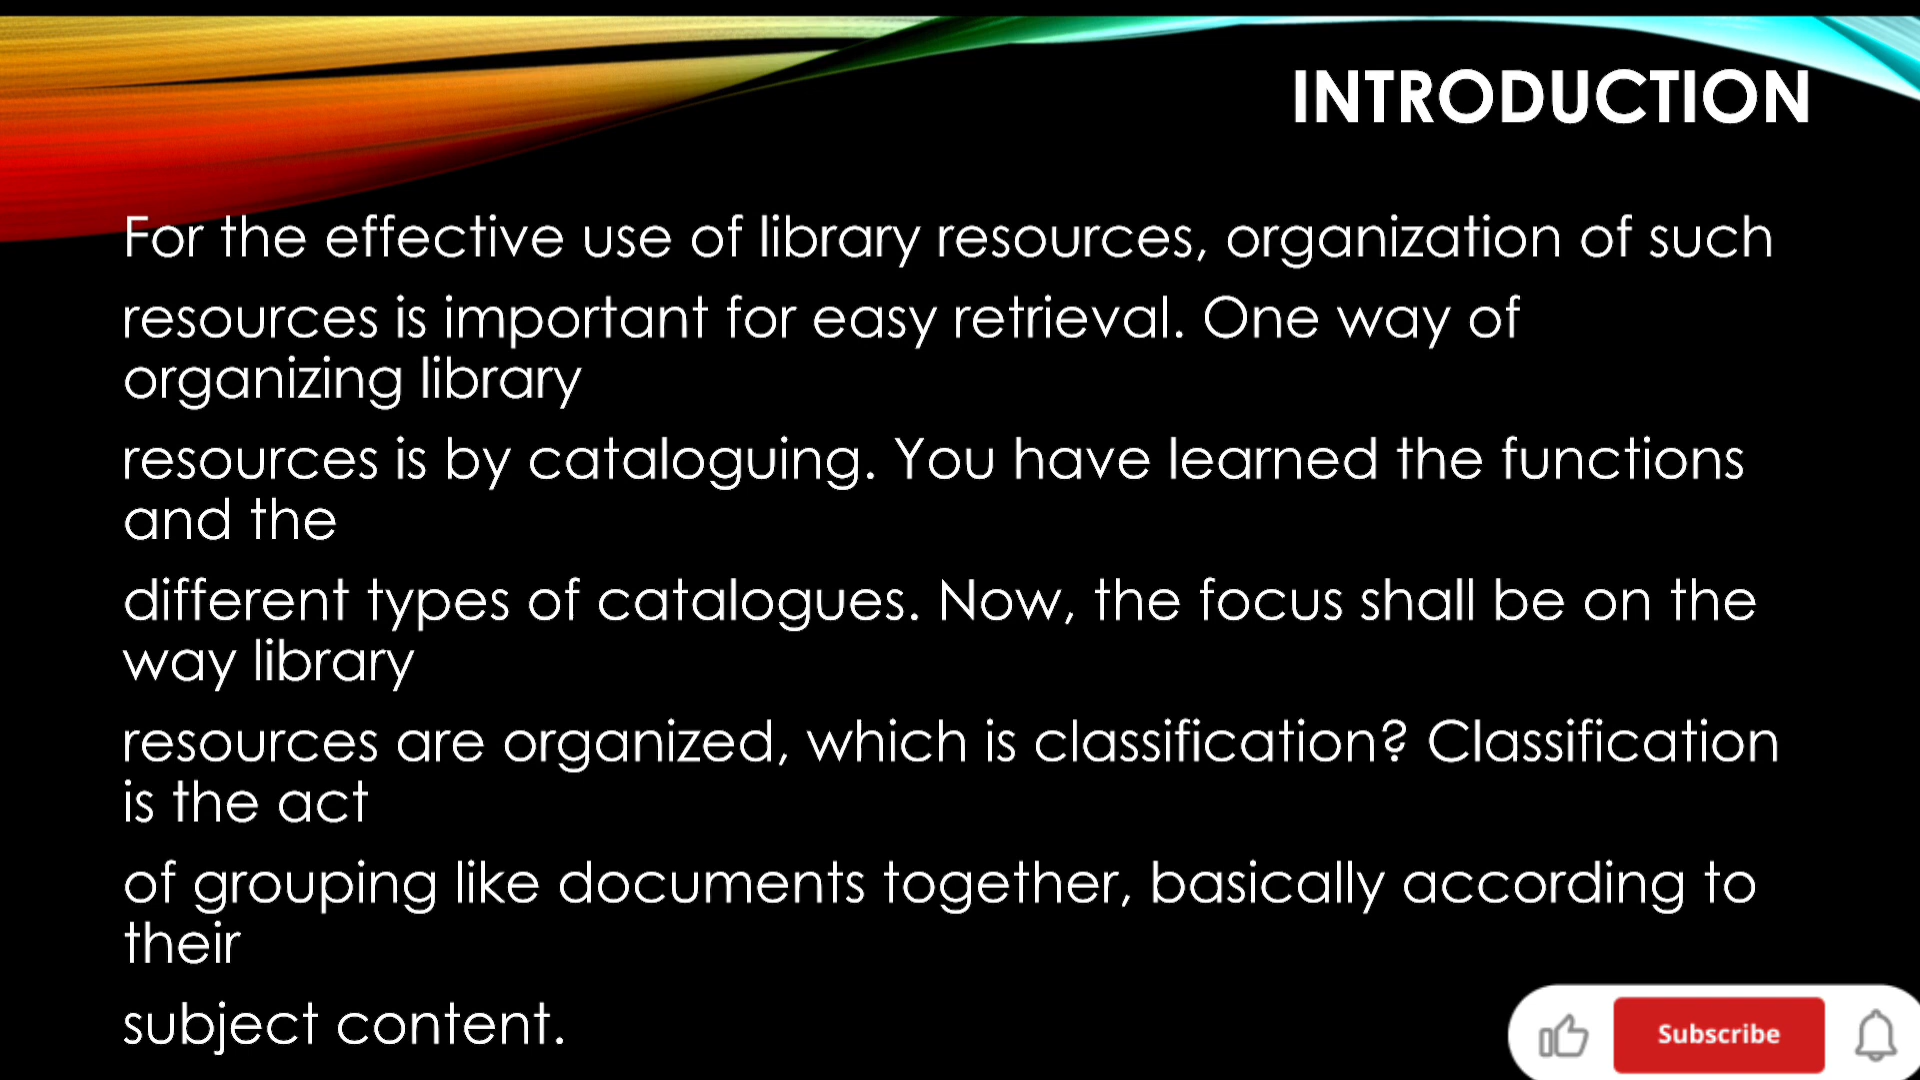 INTRODUCTION
For the effective use of library resources, organization of such
resources is important for easy retrieval. One way of
organizing library
resources is by cataloguing. You have learned the functions
and the
different types of catalogues. Now, the focus shall be on the
way library
resources are organized, which is classification? Classification
is the act
of grouping like documents together, basically according to
their
subject content.
Subscribe